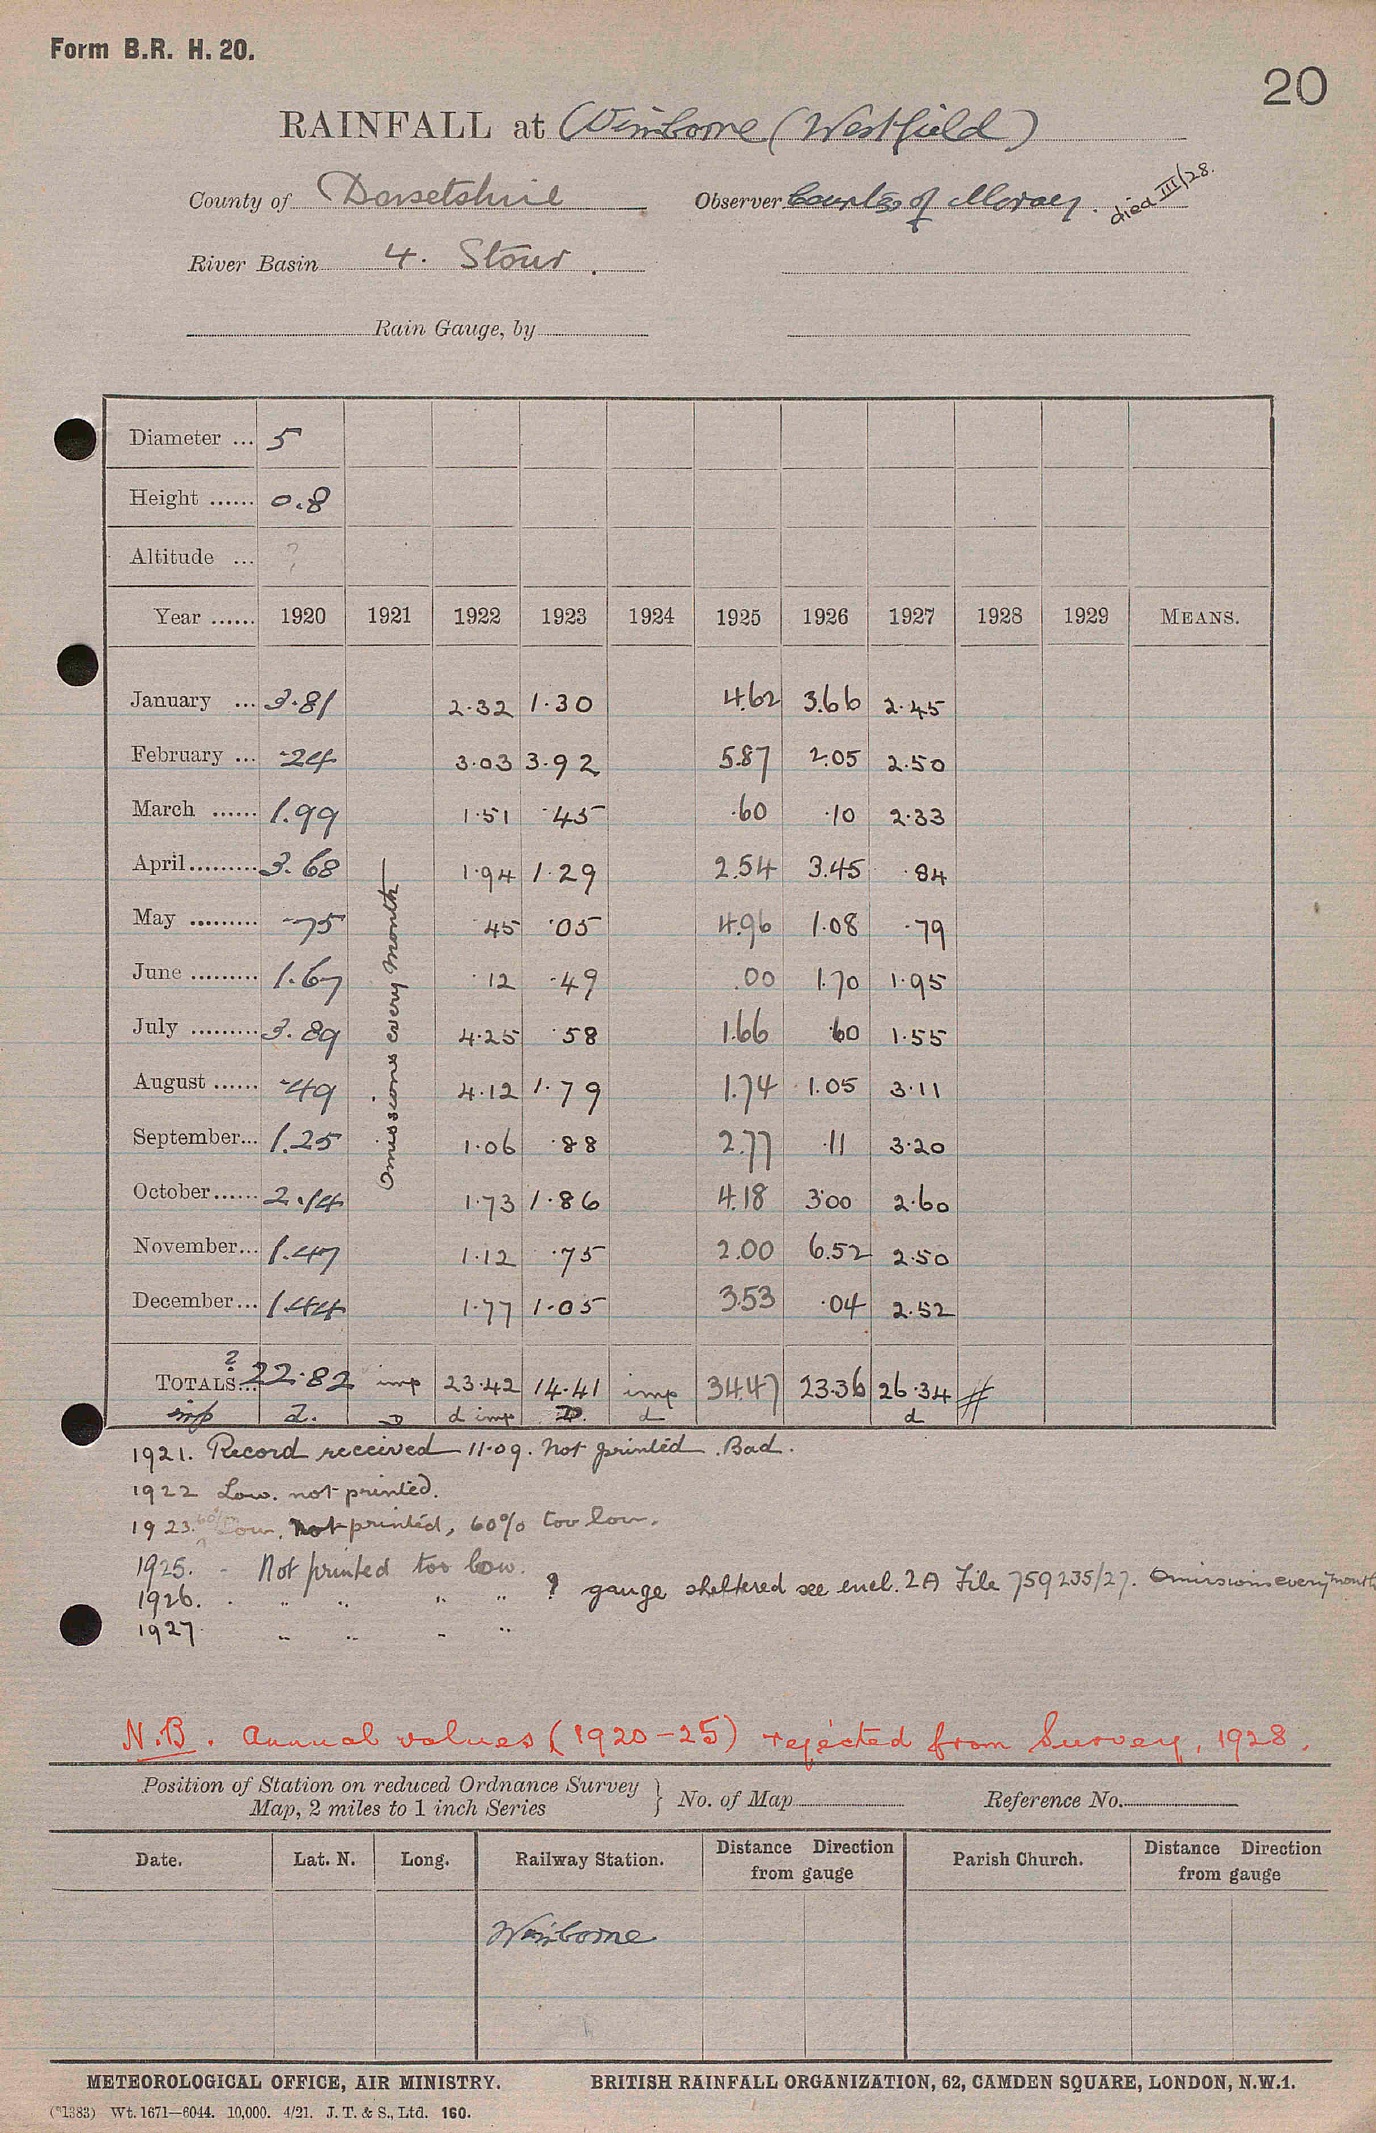 Form B.R. H. 20.
20
RAINFALL at Wimborne (Westfield)
County of Dorsetshire Observer Countess of Moray. died III/28.
River Basin 4. Stour.
Rain Gauge, by
Diameter ... 5
Height ...... 0.8
Altitude ... ?
Year ...... 1920 1921 1922 1923 1924 1925 1926 1927 1928 1929 MEANS.
January ... 3.81 2.32 1.30 4.62 3.66 2.45
February ... .24 3.03 3.92 5.87 2.05 2.50
March ...... 1.99 1.51 .45 .60 .10 2.33
April ......... 3.68 1.94 1.29 2.54 3.45 .84
May ......... .75 .45 .05 4.96 1.08 .79
June ......... 1.67 .12 .49 .00 1.70 1.95
July ......... 3.89 4.25 .58 1.66 .60 1.55
August ...... .49 4.12 1.79 1.74 1.05 3.11
September... 1.25 1.06 .88 2.77 .11 3.20
October...... 2.14 1.73 1.86 4.18 3.00 2.60
November... 1.47 1.12 .75 2.00 6.52 2.50
December... 1.44 1.77 1.05 3.53 .04 2.52
Omissions every month
TOTALS... ? 22.82 imp 23.42 14.41 imp 34.47 23.36 26.34 #
imp d. D d imp D. d d
1921. Record received 11.09. Not printed. Bad.
1922 Low. not printed.
1923. Low. Not printed, 60% too low.
1925. - Not printed too low.
1926. " " " " ? gauge sheltered see encl. 2A File 759235/27. Omissions every month
1927 " " " "
N.B. Annual values (1920-25) rejected from Survey, 1928.
Position of Station on reduced Ordnance Survey Map, 2 miles to 1 inch Series } No. of Map Reference No.
Date. Lat. N. Long. Railway Station. Distance Direction from gauge Parish Church. Distance Direction from gauge
Wimborne
METEOROLOGICAL OFFICE, AIR MINISTRY. BRITISH RAINFALL ORGANIZATION, 62, CAMDEN SQUARE, LONDON, N.W.1.
(*1383) Wt. 1671—6044. 10,000. 4/21. J. T. & S., Ltd. 160.